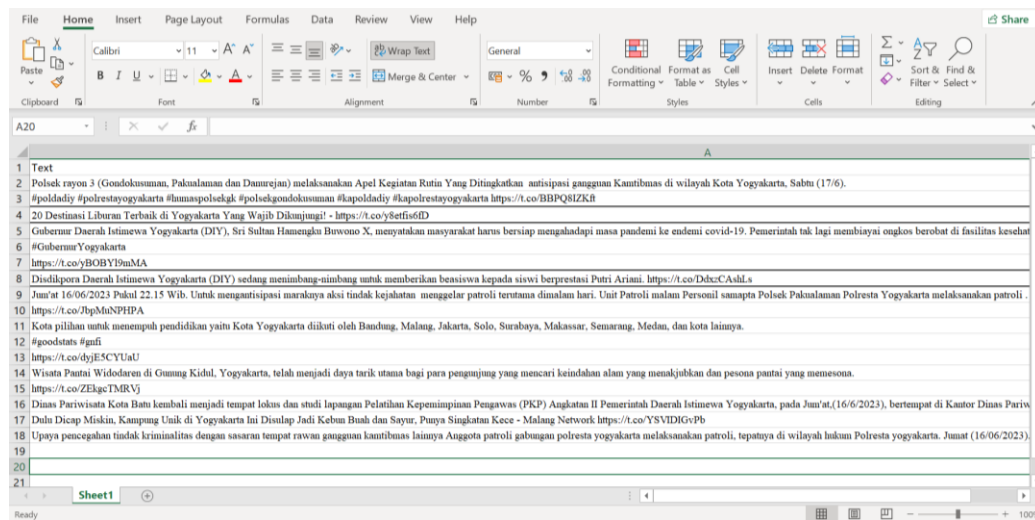 File Home Insert Page Layout Formulas Data Review View Help Share
Calibri 11 A^ A˅ ab Wrap Text General
Paste B I U A Merge & Center % 9 Conditional Formatting Format as Table Cell Styles Insert Delete Format Sort & Filter Find & Select
Clipboard Font Alignment Number Styles Cells Editing
A20 fx
A
1 Text
2 Polsek rayon 3 (Gondokusuman, Pakualaman dan Danurejan) melaksanakan Apel Kegiatan Rutin Yang Ditingkatkan antisipasi gangguan Kamtibmas di wilayah Kota Yogyakarta, Sabtu (17/6).
3 #poldadiy #polrestayogyakarta #humaspolsekgk #polsekgondokusuman #kapoldadiy #kapolrestayogyakarta https://t.co/BBPQ8IZKft
4 20 Destinasi Liburan Terbaik di Yogyakarta Yang Wajib Dikunjungi! - https://t.co/y8etfis6fD
5 Gubernur Daerah Istimewa Yogyakarta (DIY), Sri Sultan Hamengku Buwono X, menyatakan masyarakat harus bersiap mengahadapi masa pandemi ke endemi covid-19. Pemerintah tak lagi membiayai ongkos berobat di fasilitas kesehat
6 #GubernurYogyakarta
7 https://t.co/yBOBYl9mMA
8 Disdikpora Daerah Istimewa Yogyakarta (DIY) sedang menimbang-nimbang untuk memberikan beasiswa kepada siswi berprestasi Putri Ariani. https://t.co/DdxzCAshLs
9 Jum'at 16/06/2023 Pukul 22.15 Wib. Untuk mengantisipasi maraknya aksi tindak kejahatan menggelar patroli terutama dimalam hari. Unit Patroli malam Personil samapta Polsek Pakualaman Polresta Yogyakarta melaksanakan patroli .
10 https://t.co/JbpMuNPHPA
11 Kota pilihan untuk menempuh pendidikan yaitu Kota Yogyakarta diikuti oleh Bandung, Malang, Jakarta, Solo, Surabaya, Makassar, Semarang, Medan, dan kota lainnya.
12 #goodstats #gnfi
13 https://t.co/dyjE5CYUaU
14 Wisata Pantai Widodaren di Gunung Kidul, Yogyakarta, telah menjadi daya tarik utama bagi para pengunjung yang mencari keindahan alam yang menakjubkan dan pesona pantai yang memesona.
15 https://t.co/ZEkgcTMRVj
16 Dinas Pariwisata Kota Batu kembali menjadi tempat lokus dan studi lapangan Pelatihan Kepemimpinan Pengawas (PKP) Angkatan II Pemerintah Daerah Istimewa Yogyakarta, pada Jum'at,(16/6/2023), bertempat di Kantor Dinas Pariw
17 Dulu Dicap Miskin, Kampung Unik di Yogyakarta Ini Disulap Jadi Kebun Buah dan Sayur, Punya Singkatan Kece - Malang Network https://t.co/YSVIDIGvPb
18 Upaya pencegahan tindak kriminalitas dengan sasaran tempat rawan gangguan kamtibmas lainnya Anggota patroli gabungan polresta yogyakarta melaksanakan patroli, tepatnya di wilayah hukum Polresta yogyakarta. Jumat (16/06/2023).
19
20
21
Sheet1
Ready 100%